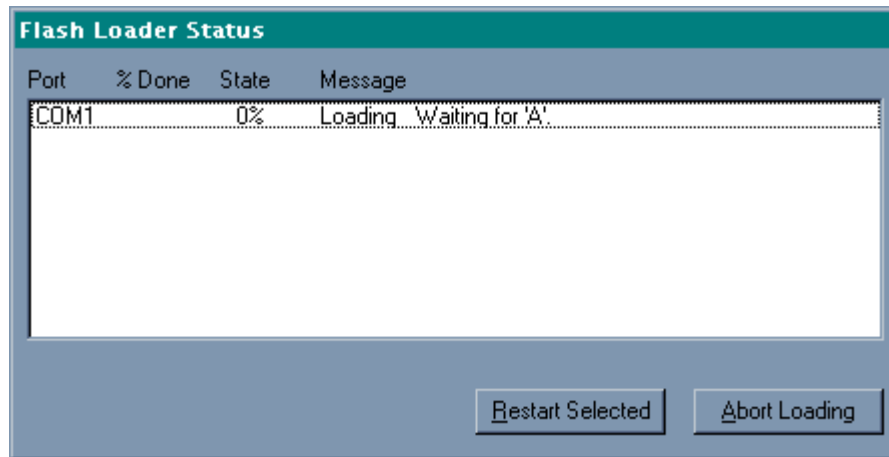 Flash Loader Status
Port % Done State Message
COM1 0% Loading Waiting for 'A'.
Restart Selected Abort Loading